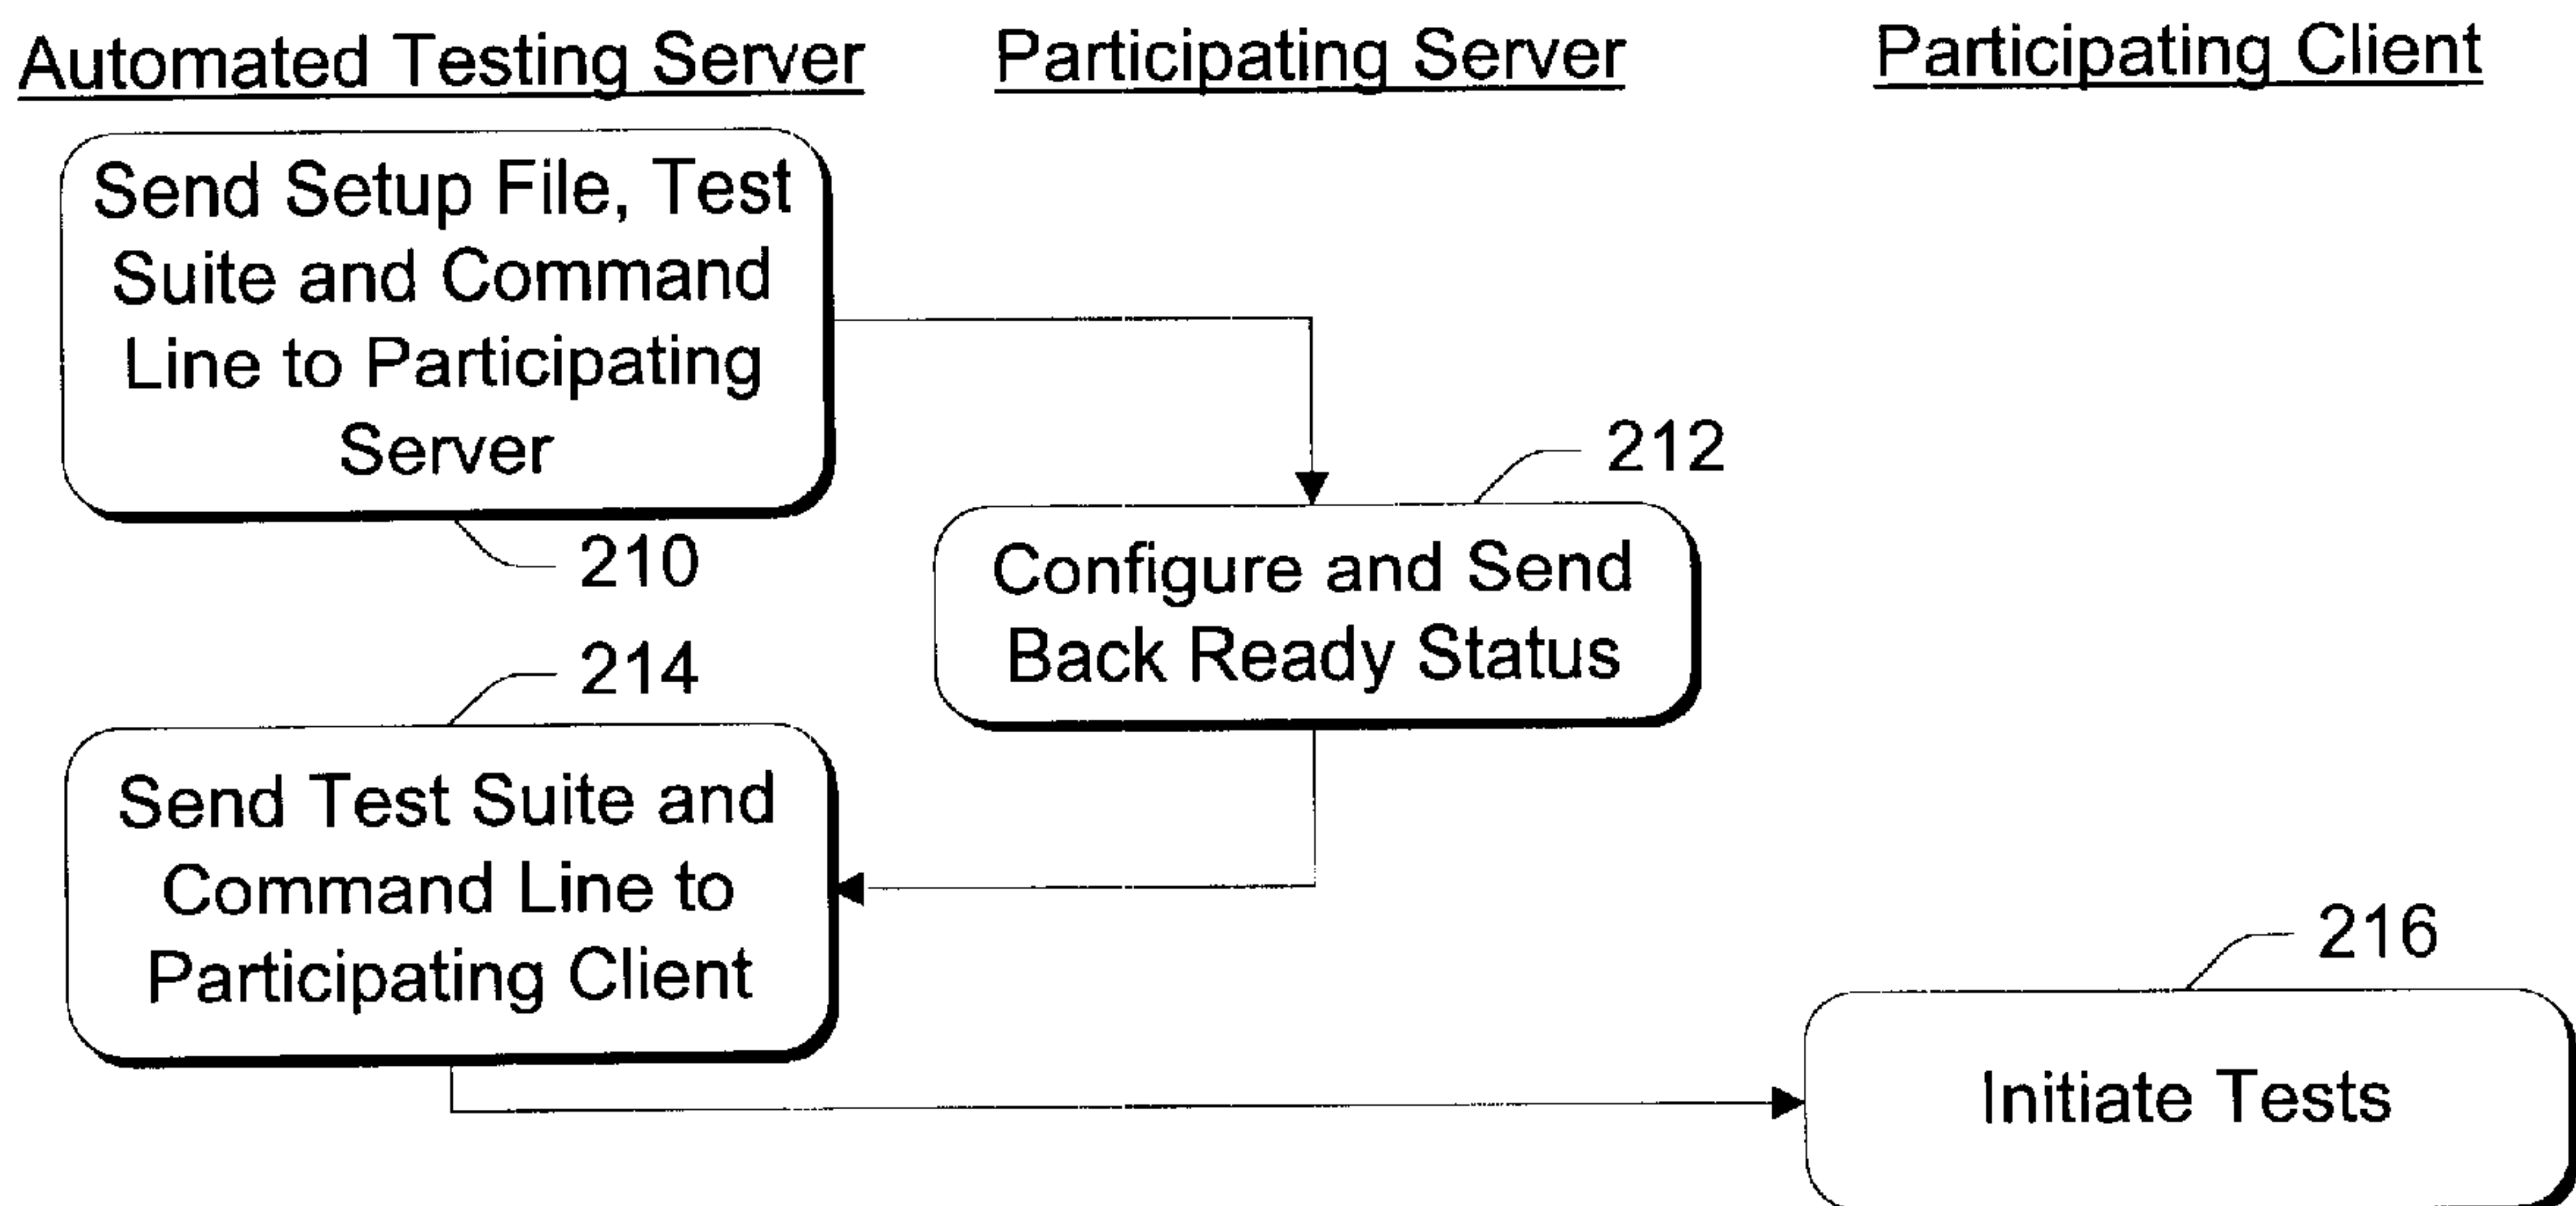 Automated Testing Server
Participating Server
Participating Client
Send Setup File, Test
Suite and Command
Line to Participating
Server
210
212
Configure and Send
Back Ready Status
214
Send Test Suite and
Command Line to
Participating Client
216
Initiate Tests